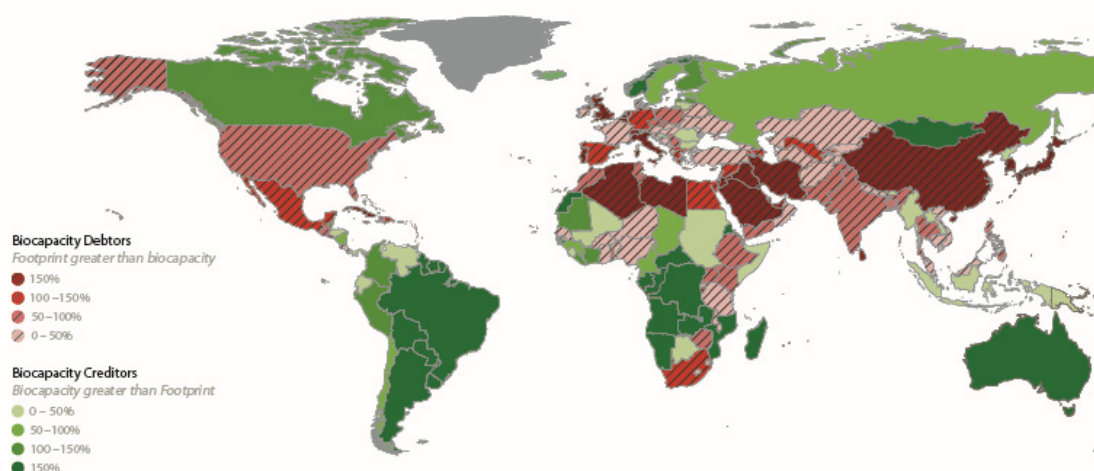 Biocapacity Debtors
Footprint greater than biocapacity
150%
100 –150%
50 –100%
0 – 50%
Biocapacity Creditors
Biocapacity greater than Footprint
0 – 50%
50 –100%
100 –150%
150%